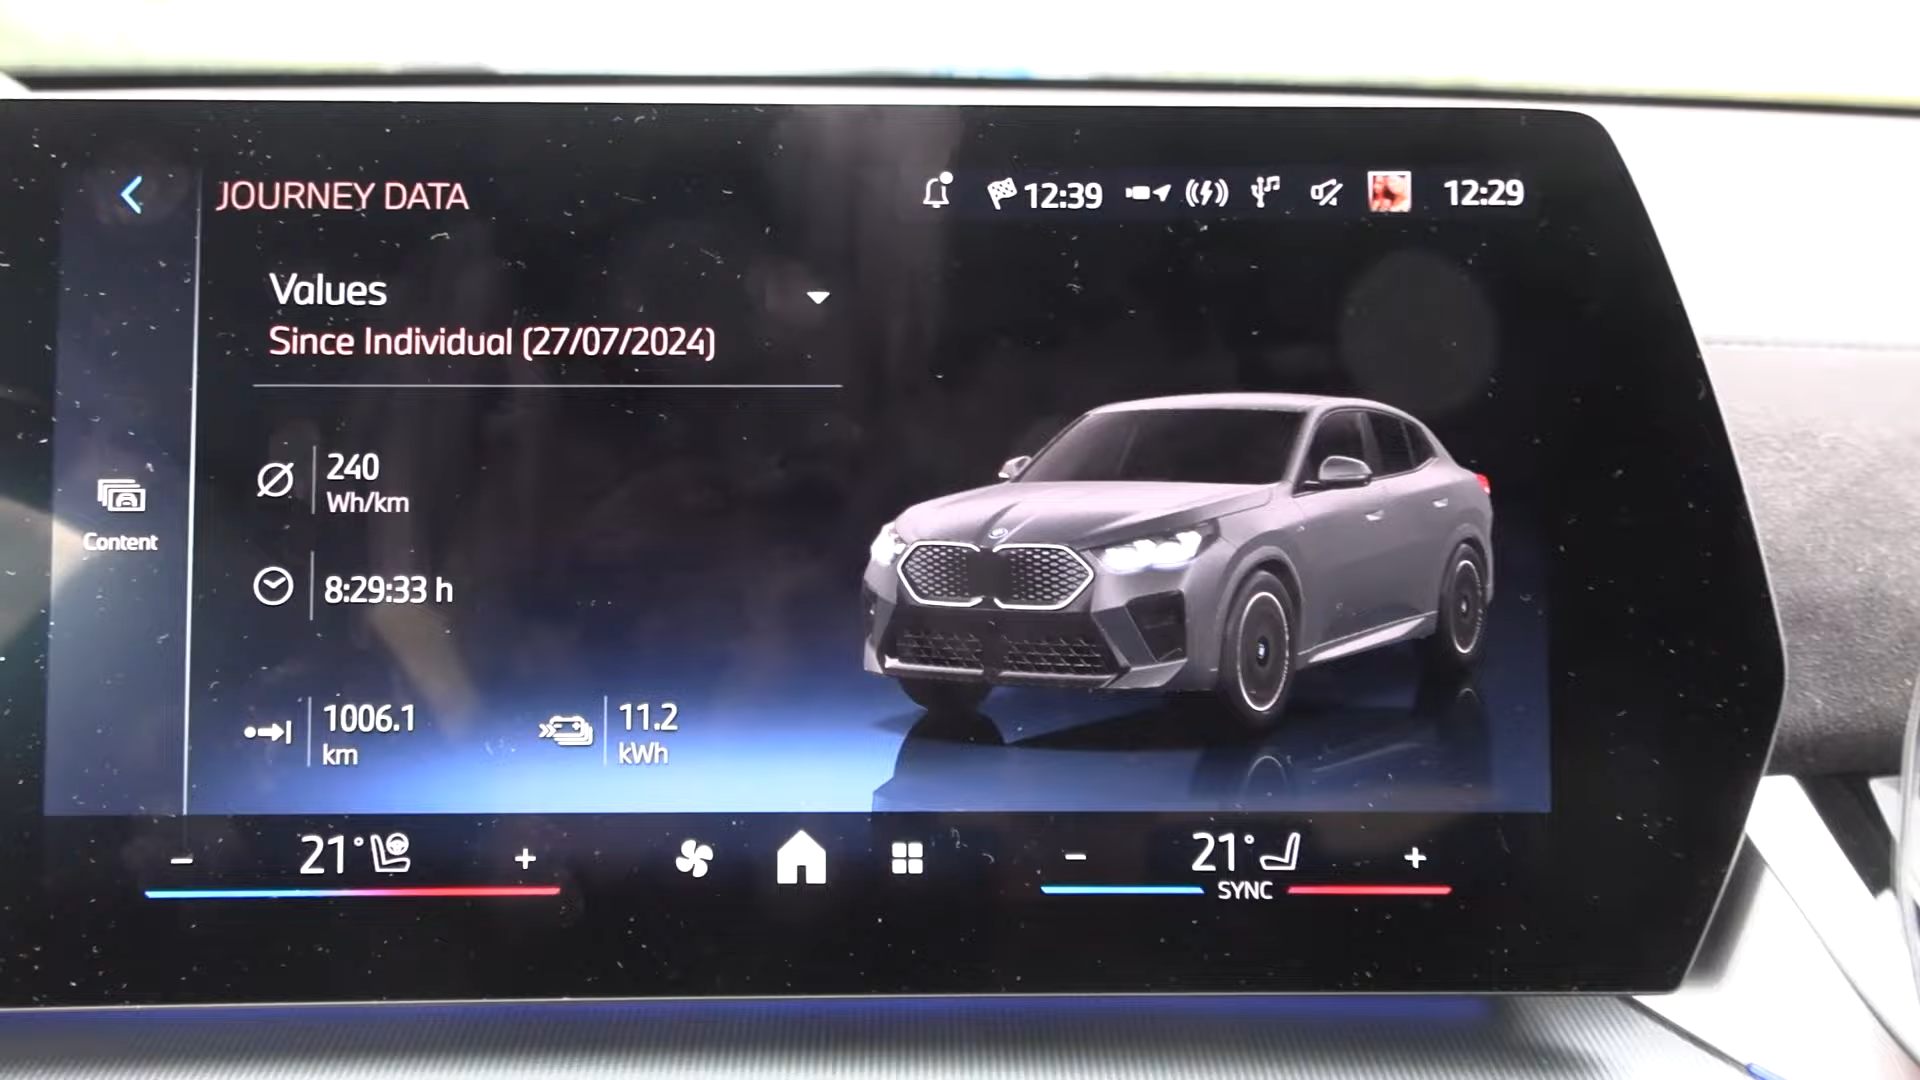 JOURNEY DATA
12:39
12:29
Values
Since Individual (27/07/2024)
240
Wh/km
Content
8:29:33 h
1006.1
km
11.2
kWh
− 21° +
− 21° +
SYNC